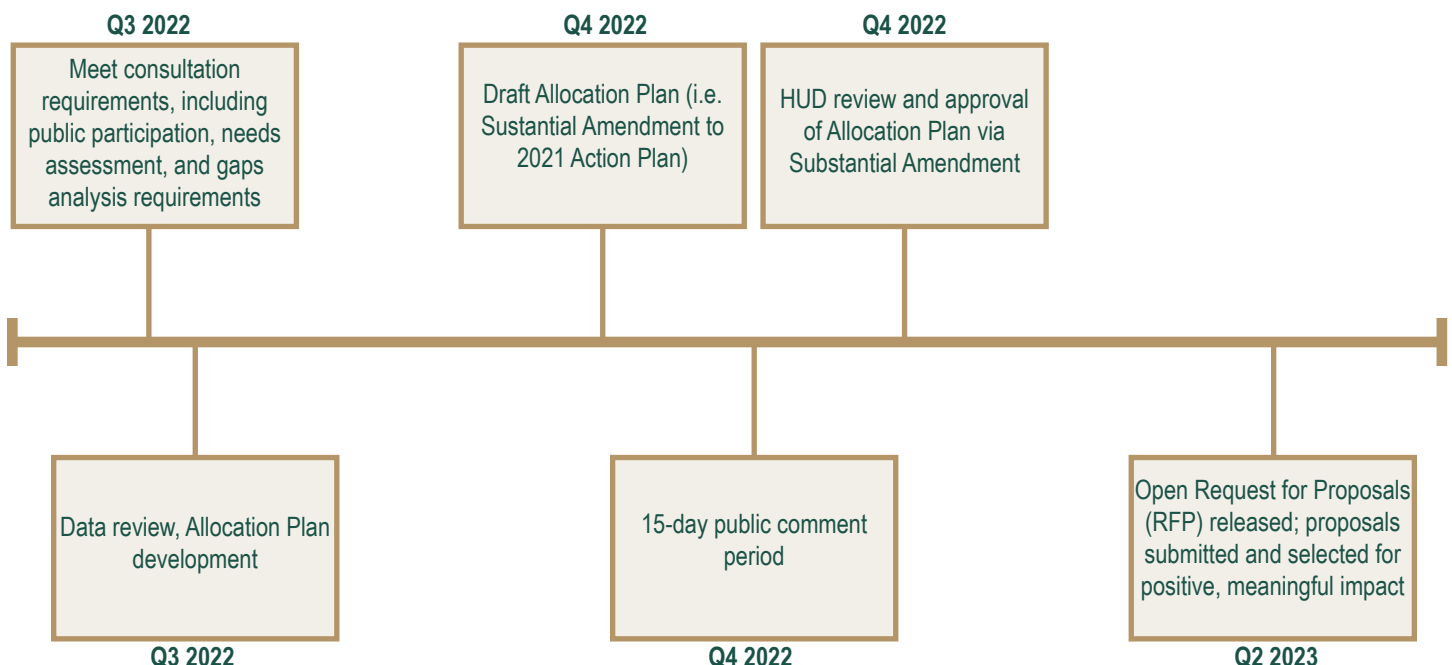 Q3 2022
Meet consultation
requirements, including
public participation, needs
assessment, and gaps
analysis requirements
Q4 2022
Draft Allocation Plan (i.e.
Sustantial Amendment to
2021 Action Plan)
Q4 2022
HUD review and approval
of Allocation Plan via
Substantial Amendment
Data review, Allocation Plan
development
Q3 2022
15-day public comment
period
Q4 2022
Open Request for Proposals
(RFP) released; proposals
submitted and selected for
positive, meaningful impact
Q2 2023